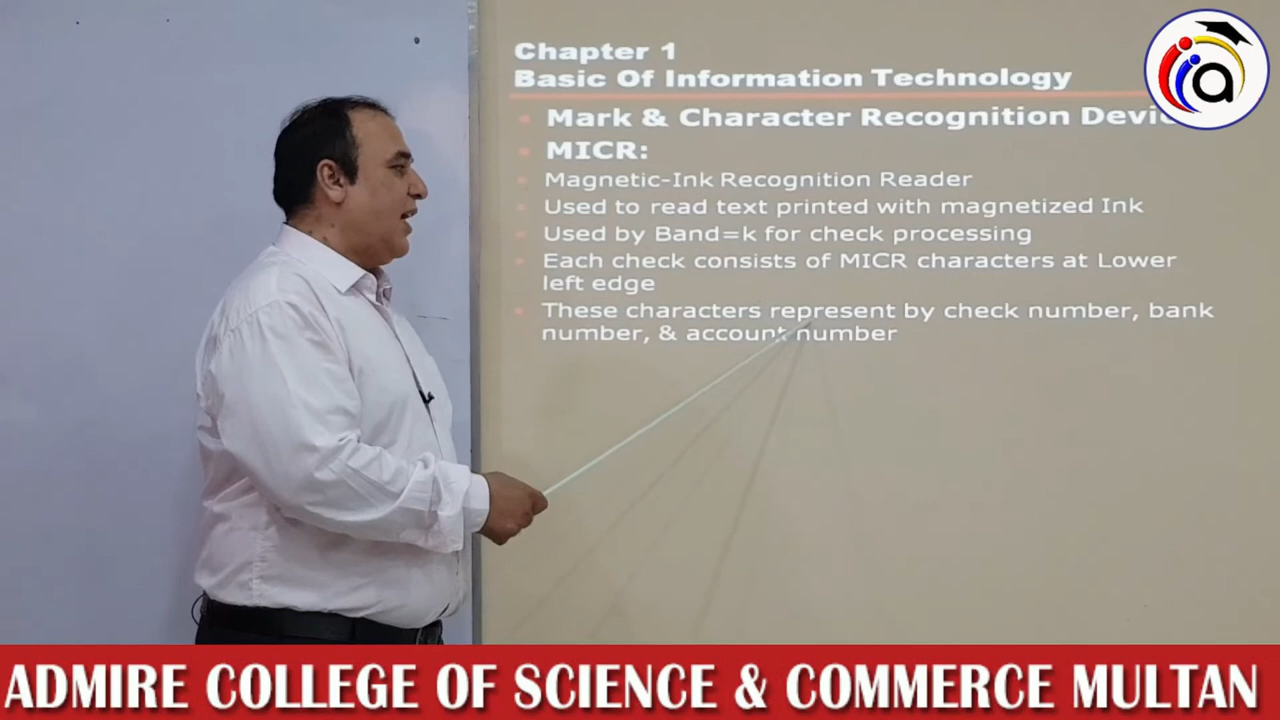 Chapter 1
Basic Of Information Technology
Mark & Character Recognition
MICR:
Magnetic-Ink Recognition Reader
Used to read text printed with magnetized Ink
Used by Band=k for check processing
Each check consists of MICR characters at Lower
left edge
These characters represent by check number, bank
number, & account number
a
ADMIRE COLLEGE OF SCIENCE & COMMERCE MULTAN